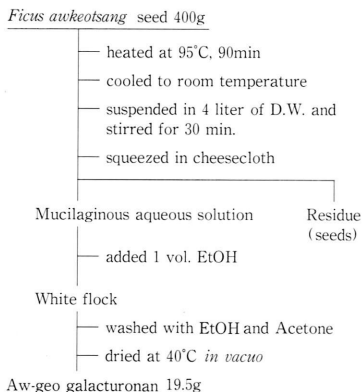 Ficus awkeotsang seed 400g
heated at 95℃, 90min
cooled to room temperature
suspended in 4 liter of D.W. and
stirred for 30 min.
squeezed in cheesecloth
Mucilaginous aqueous solution
Residue
(seeds)
added 1 vol. EtOH
White flock
washed with EtOH and Acetone
dried at 40℃ in vacuo
Aw-geo galacturonan 19.5g